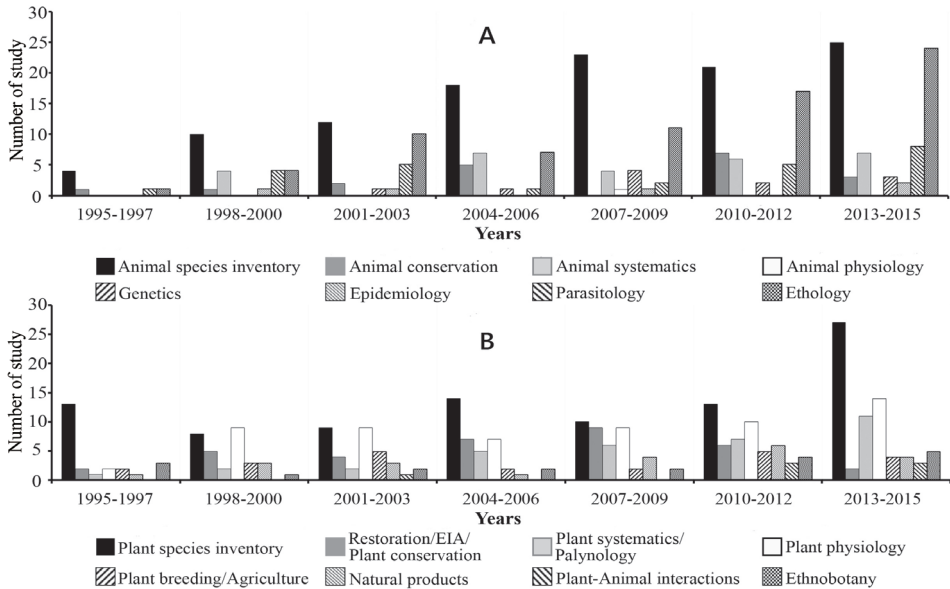 A
30
25
20
15
10
5
0
Number of study
1995-1997 1998-2000 2001-2003 2004-2006 2007-2009 2010-2012 2013-2015
Years
Animal species inventory Animal conservation Animal systematics Animal physiology
Genetics Epidemiology Parasitology Ethology
B
30
25
20
15
10
5
0
Number of study
1995-1997 1998-2000 2001-2003 2004-2006 2007-2009 2010-2012 2013-2015
Years
Plant species inventory Restoration/EIA/ Plant systematics/ Plant physiology
Plant conservation Palynology
Plant breeding/Agriculture Natural products Plant-Animal interactions Ethnobotany